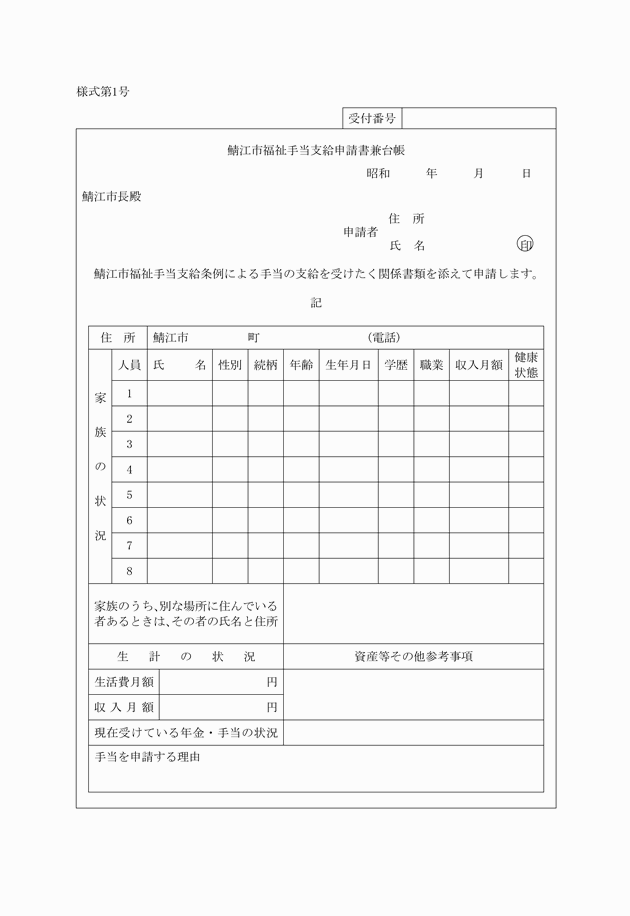 様式第1号
受付番号
鯖江市福祉手当支給申請書兼台帳
昭和　　　年　　　月　　　日
鯖江市長殿
住　所
申請者
氏　名　　　　　　　　印
鯖江市福祉手当支給条例による手当の支給を受けたく関係書類を添えて申請します。
記
住　所　鯖江市　　　　　町　　　　　　　　　(電話)
家族の状況
人員　氏　　名　性別　続柄　年齢　生年月日　学歴　職業　収入月額　健康状態
1
2
3
4
5
6
7
8
家族のうち、別な場所に住んでいる
者あるときは、その者の氏名と住所
生　計　の　状　況　　資産等その他参考事項
生活費月額　　　　円
収入月額　　　　円
現在受けている年金・手当の状況
手当を申請する理由